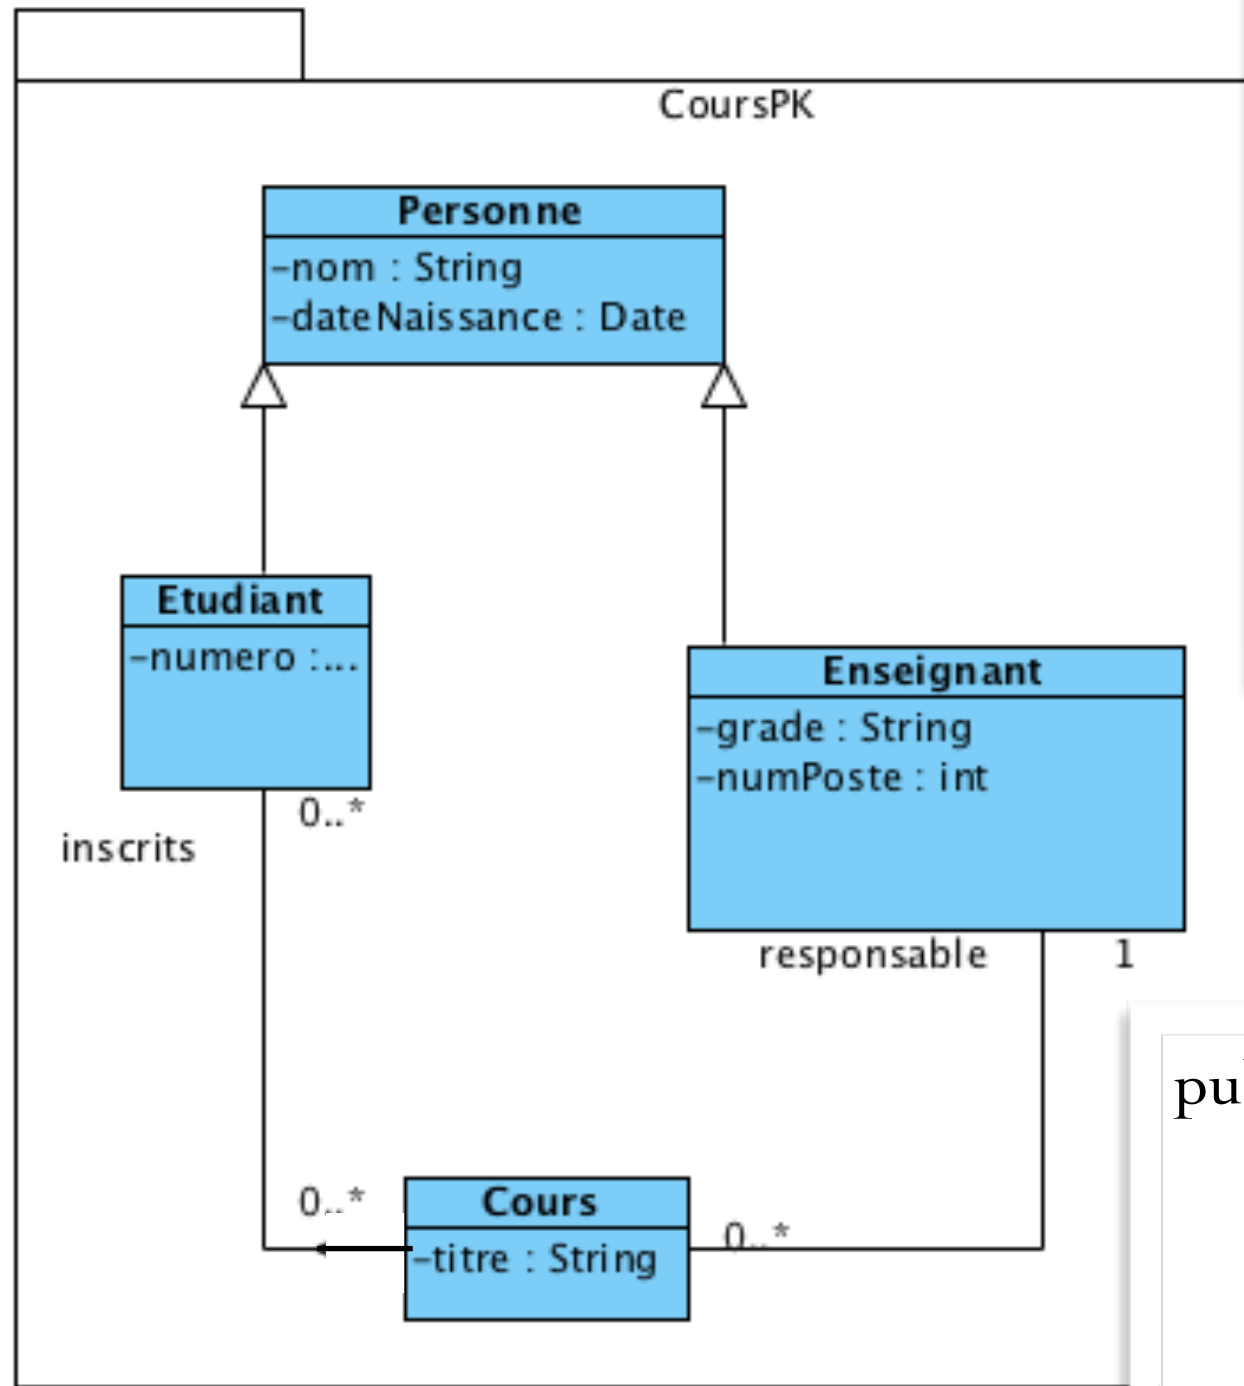 CoursPK
Personne
-nom : String
-dateNaissance : Date
Etudiant
-numero :...
Enseignant
-grade : String
-numPoste : int
0..*
inscrits
responsable 1
pu
0..*
Cours
0..*
-titre : String